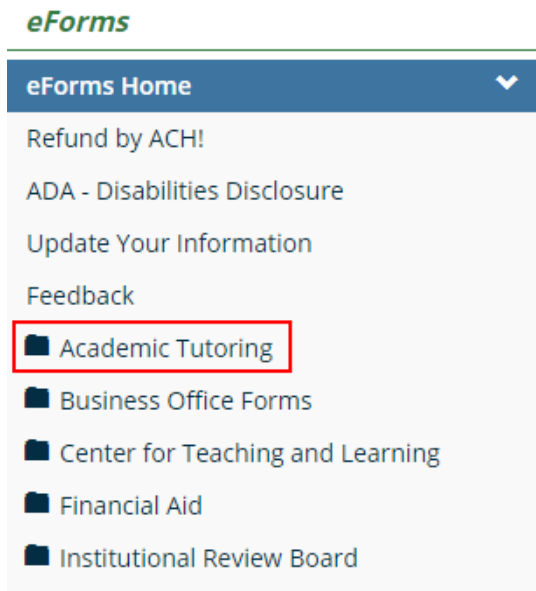 eForms
eForms Home
Refund by ACH!
ADA - Disabilities Disclosure
Update Your Information
Feedback
Academic Tutoring
Business Office Forms
Center for Teaching and Learning
Financial Aid
Institutional Review Board